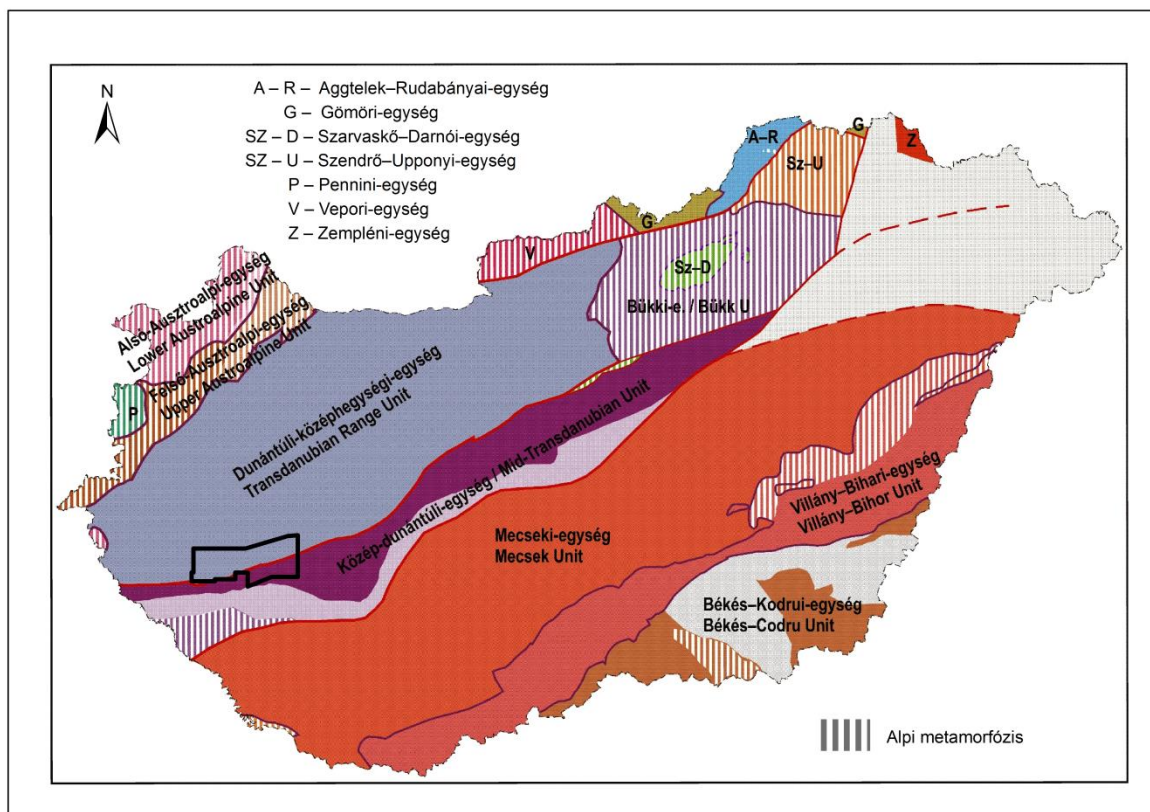 N
A – R – Aggtelek–Rudabányai-egység
G – Gömöri-egység
SZ – D – Szarvaskő–Darnói-egység
SZ – U – Szendrő–Upponyi-egység
P – Pennini-egység
V – Vepori-egység
Z – Zempléni-egység
A–R
G
Z
Sz–U
G
V
Sz–D
Bükki-e. / Bükk U
Alsó-Ausztroalpi-egység
Lower Austroalpine Unit
Felső-Ausztroalpi-egység
Upper Austroalpine Unit
P
Dunántúli-középhegységi-egység
Transdanubian Range Unit
Közép-dunántúli-egység / Mid-Transdanubian Unit
Mecseki-egység
Mecsek Unit
Villány–Bihari-egység
Villány–Bihor Unit
Békés–Kodrui-egység
Békés–Codru Unit
Alpi metamorfózis